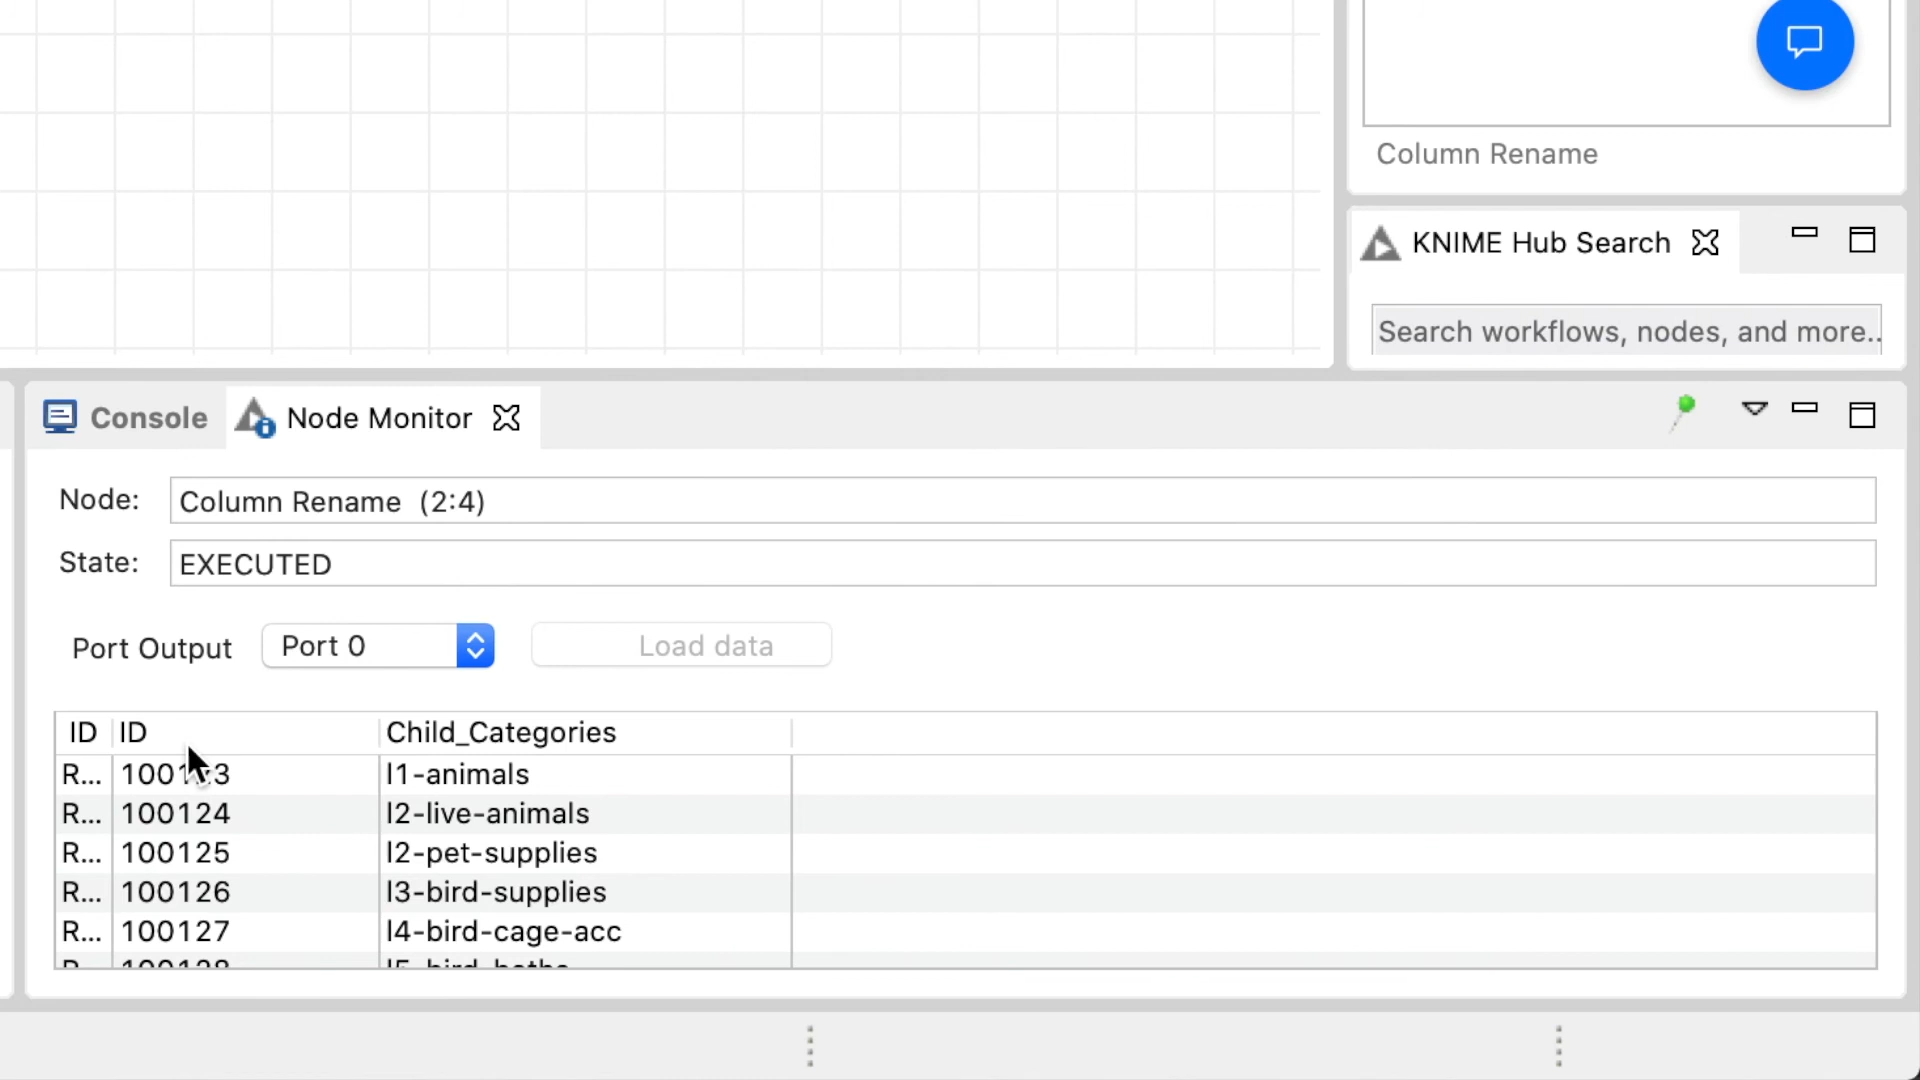 Column Rename
KNIME Hub Search
Search workflows, nodes, and more..
Console
Node Monitor
Node: Column Rename (2:4)
State: EXECUTED
Port Output Port 0 Load data
ID ID Child_Categories
R... l1-animals
R... 100124 l2-live-animals
R... 100125 l2-pet-supplies
R... 100126 l3-bird-supplies
R... 100127 l4-bird-cage-acc